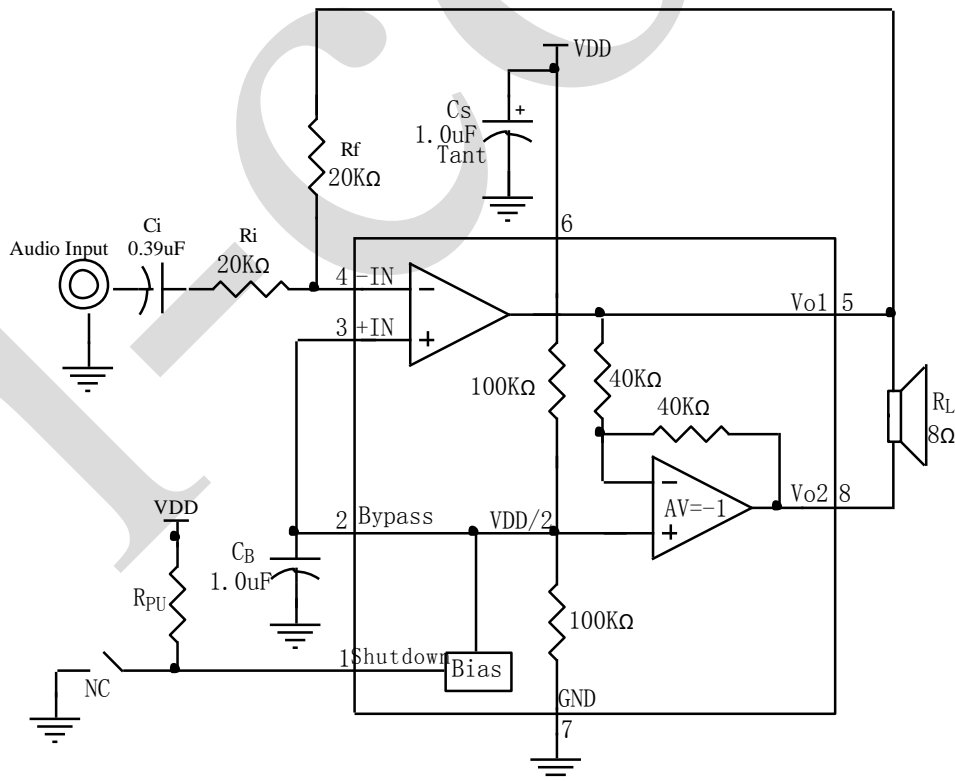 VDD
Cs
1.0uF
Tant
+
Rf
20KΩ
6
Ci
0.39uF
Audio Input
Ri
20KΩ
4 -IN
−
3 +IN
+
Vo1 5
100KΩ
40KΩ
40KΩ
RL
8Ω
−
AV=-1
+
Vo2 8
VDD
2 Bypass
VDD/2
CB
1.0uF
RPU
100KΩ
1 Shutdown
Bias
NC
GND
7